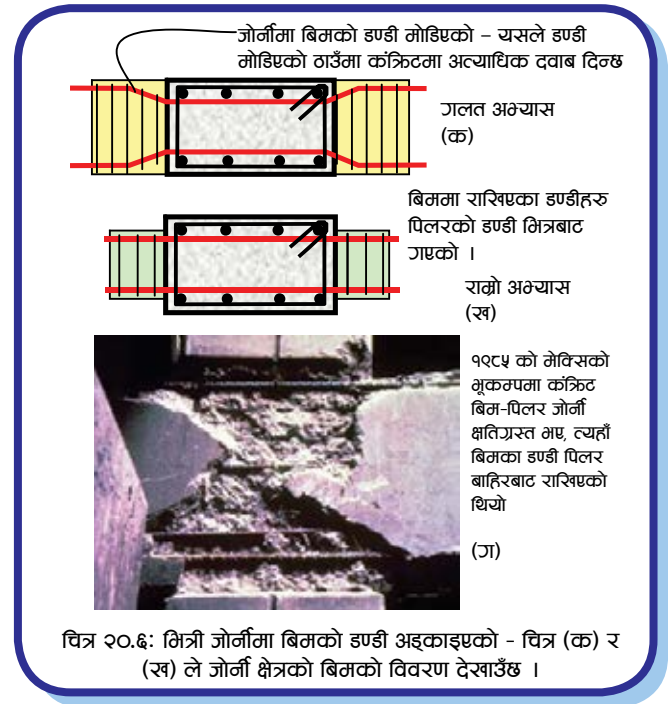 जोर्नीमा बिमको डण्डी मोडिएको – यसले डण्डी
मोडिएको ठाउँमा कंक्रिटमा अत्याधिक दवाब दिन्छ
गलत अभ्यास
(क)
बिममा राखिएका डण्डीहरु
पिलरको डण्डी भित्रबाट
गएको ।
राम्रो अभ्यास
(ख)
१९८५ को मेक्सिको
भूकम्पमा कंक्रिट
बिम-पिलर जोर्नी
क्षतिग्रस्त भए, त्यहाँ
बिमका डण्डी पिलर
बाहिरबाट राखिएको
थियो
(ग)
चित्र २०.६: भित्री जोर्नीमा बिमको डण्डी अड्काइएको - चित्र (क) र
(ख) ले जोर्नी क्षेत्रको बिमको विवरण देखाउँछ ।